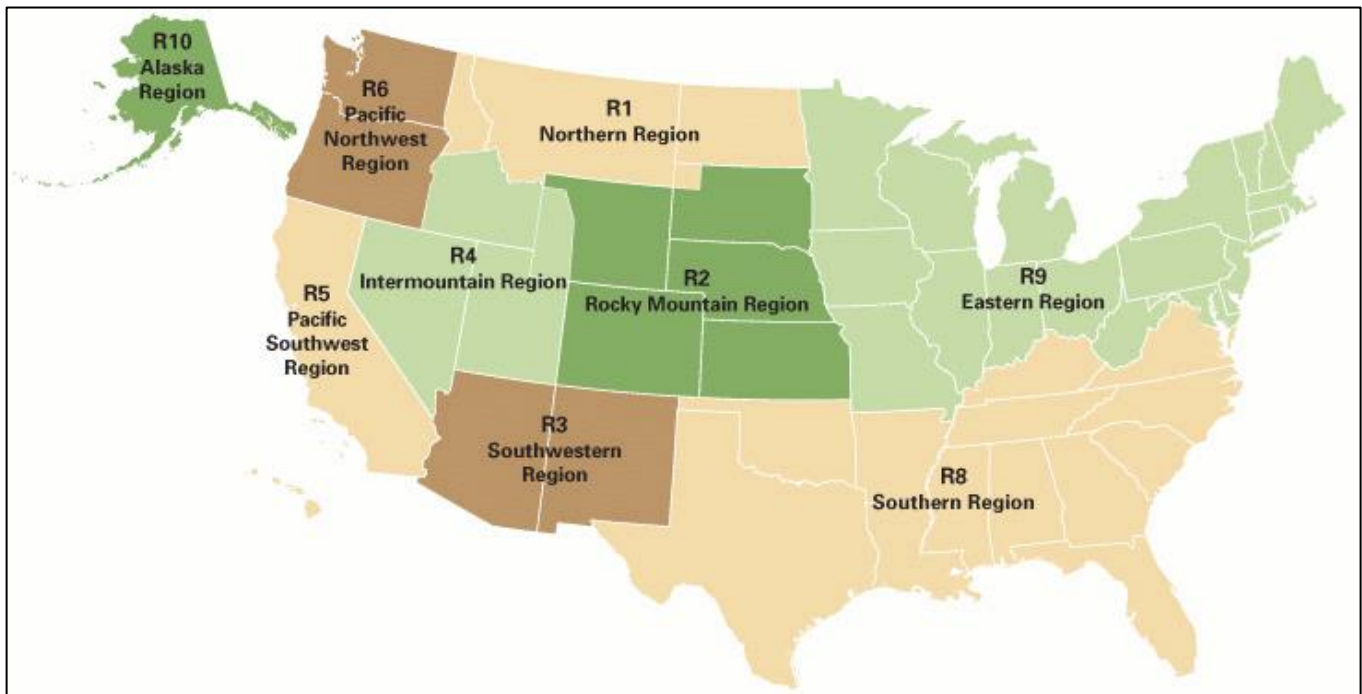 R10
Alaska
Region
R6
Pacific
Northwest
Region
R1
Northern Region
R4
Intermountain Region
R2
Rocky Mountain Region
R9
Eastern Region
R5
Pacific
Southwest
Region
R3
Southwestern
Region
R8
Southern Region